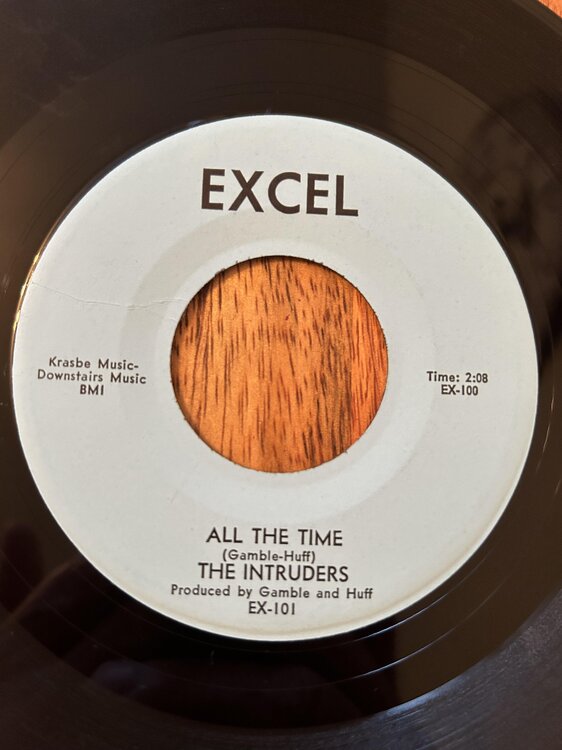 EXCEL
Krasbe Music-
Downstairs Music
BMI
Time: 2:08
EX-100
ALL THE TIME
(Gamble-Huff)
THE INTRUDERS
Produced by Gamble and Huff
EX-101